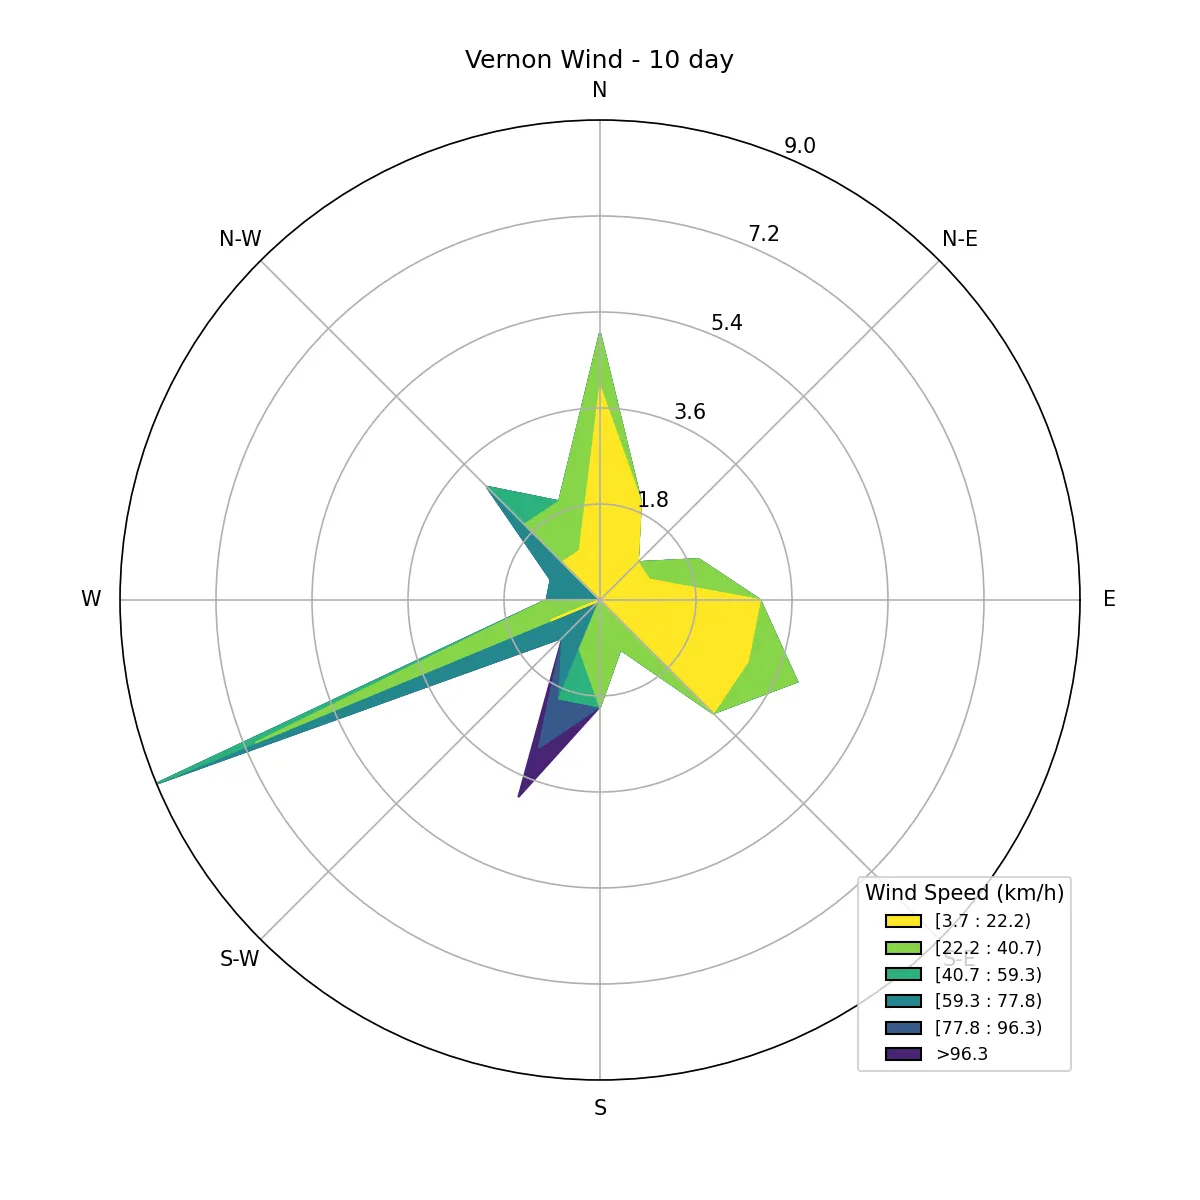 Vernon Wind - 10 day
N
9.0
N-W
7.2
N-E
5.4
3.6
1.8
W
E
Wind Speed (km/h)
[3.7 : 22.2)
[22.2 : 40.7)
S-W
S-E
[40.7 : 59.3)
[59.3 : 77.8)
[77.8 : 96.3)
>96.3
S